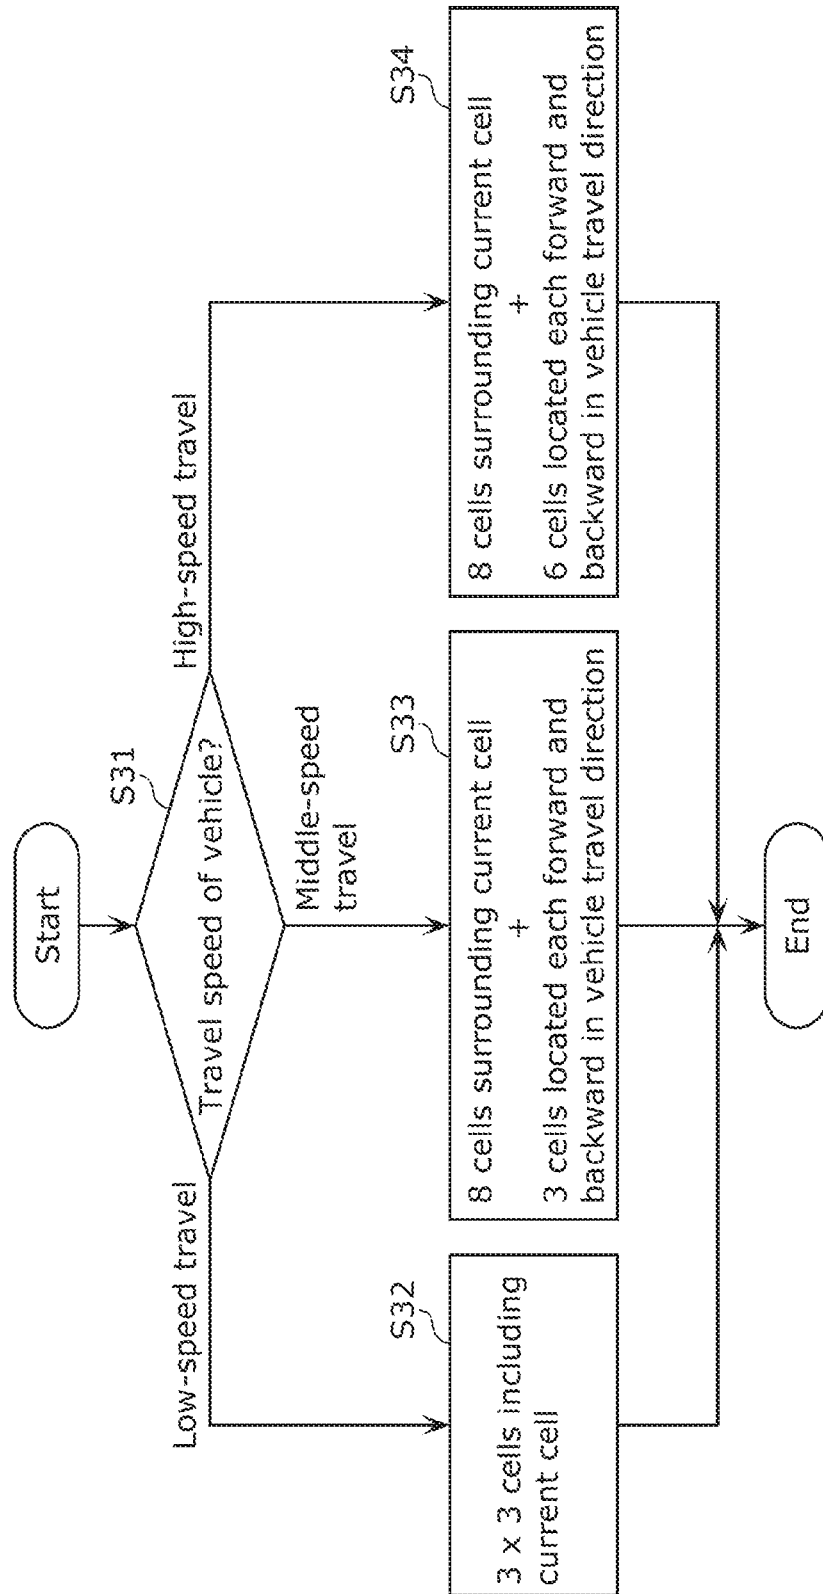 Start
S31
Travel speed of vehicle?
Low-speed travel
Middle-speed
travel
High-speed travel
S32
3 x 3 cells including
current cell
S33
8 cells surrounding current cell
+
3 cells located each forward and
backward in vehicle travel direction
S34
8 cells surrounding current cell
+
6 cells located each forward and
backward in vehicle travel direction
End